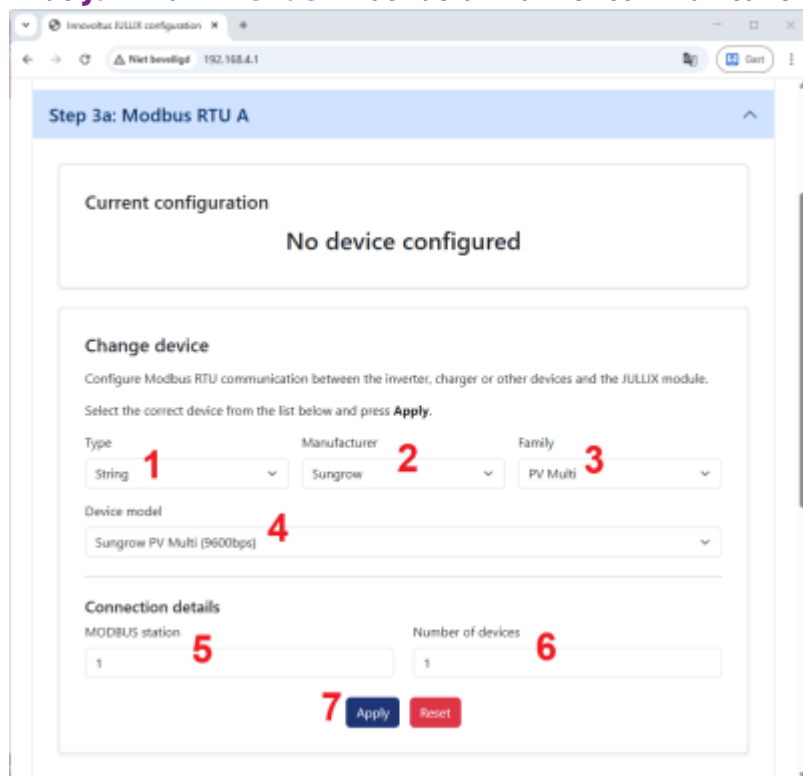 Innovoltus JULLIX configuration
Niet beveiligd 192.168.4.1
Gast
Step 3a: Modbus RTU A
Current configuration
No device configured
Change device
Configure Modbus RTU communication between the inverter, charger or other devices and the JULLIX module.
Select the correct device from the list below and press Apply.
Type Manufacturer Family
1 2 3
String Sungrow PV Multi
Device model
4
Sungrow PV Multi (9600bps)
Connection details
MODBUS station Number of devices
5 6
1 1
7 Apply Reset